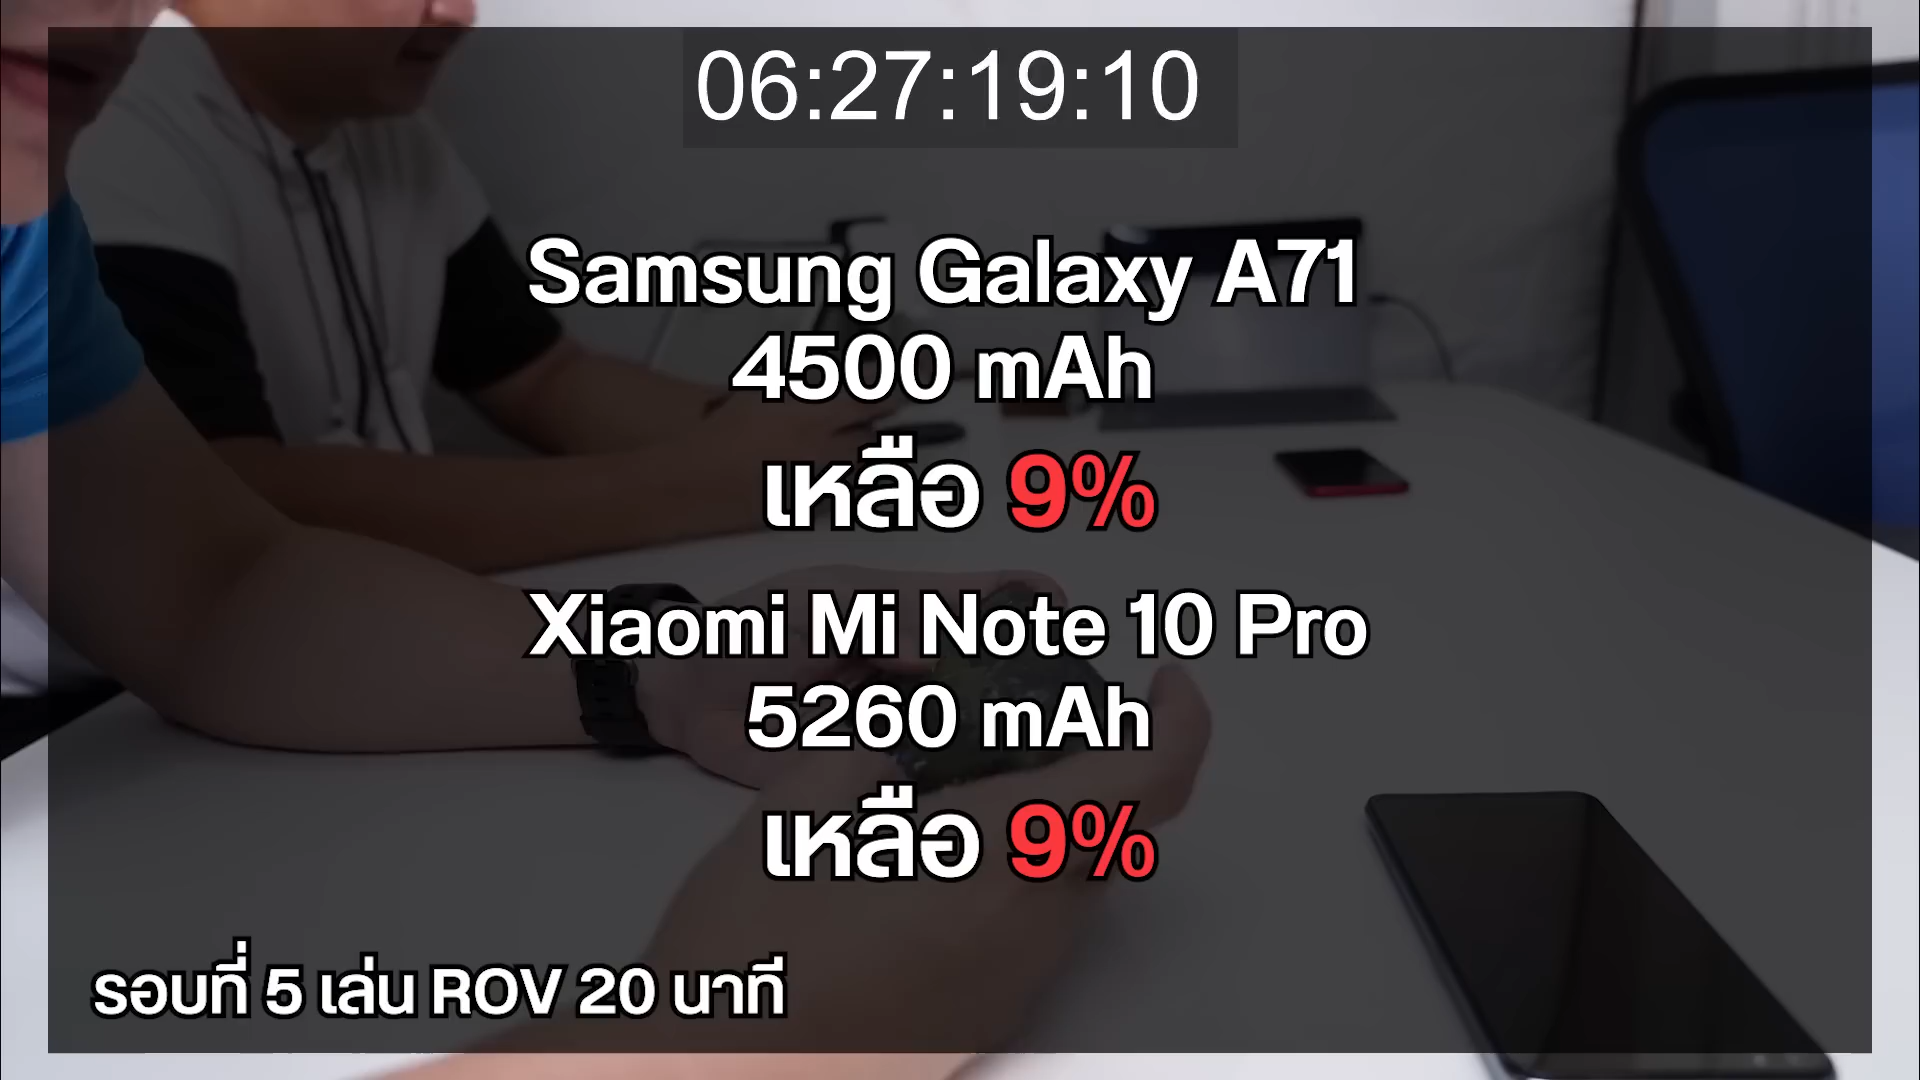 06:27:19:10
Samsung Galaxy A71
4500 mAh
เหลือ 9%
Xiaomi Mi Note 10 Pro
5260 mAh
เหลือ 9%
รอบที่ 5 เล่น ROV 20 นาที